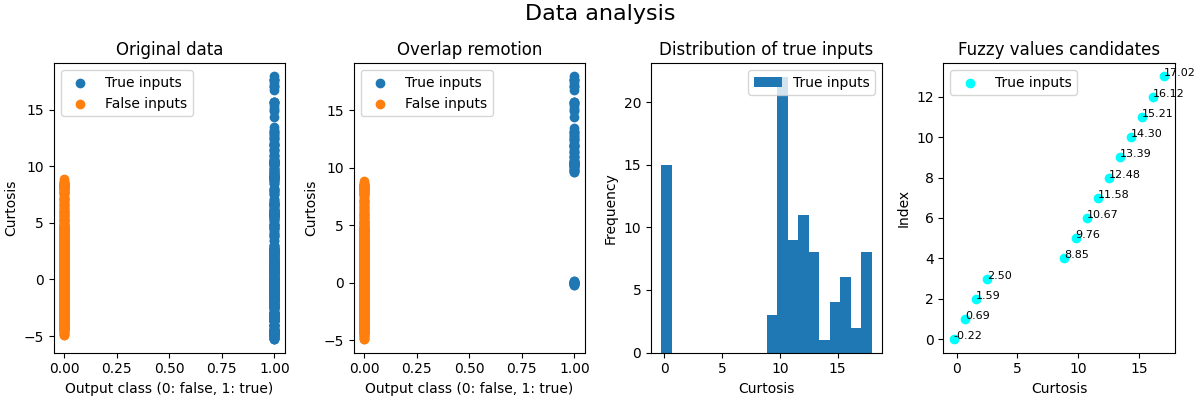 Data analysis
Original data
True inputs
False inputs
15
10
5
0
−5
Curtosis
0.00
0.25
0.50
0.75
1.00
Output class (0: false, 1: true)
Overlap remotion
True inputs
False inputs
15
10
5
0
−5
Curtosis
0.00
0.25
0.50
0.75
1.00
Output class (0: false, 1: true)
Distribution of true inputs
True inputs
20
15
10
5
0
Frequency
0
5
10
15
Curtosis
Fuzzy values candidates
True inputs
12
10
8
6
4
2
0
Index
17.02
16.12
15.21
14.30
13.39
12.48
11.58
10.67
9.76
8.85
2.50
1.59
0.69
-0.22
0
5
10
15
Curtosis